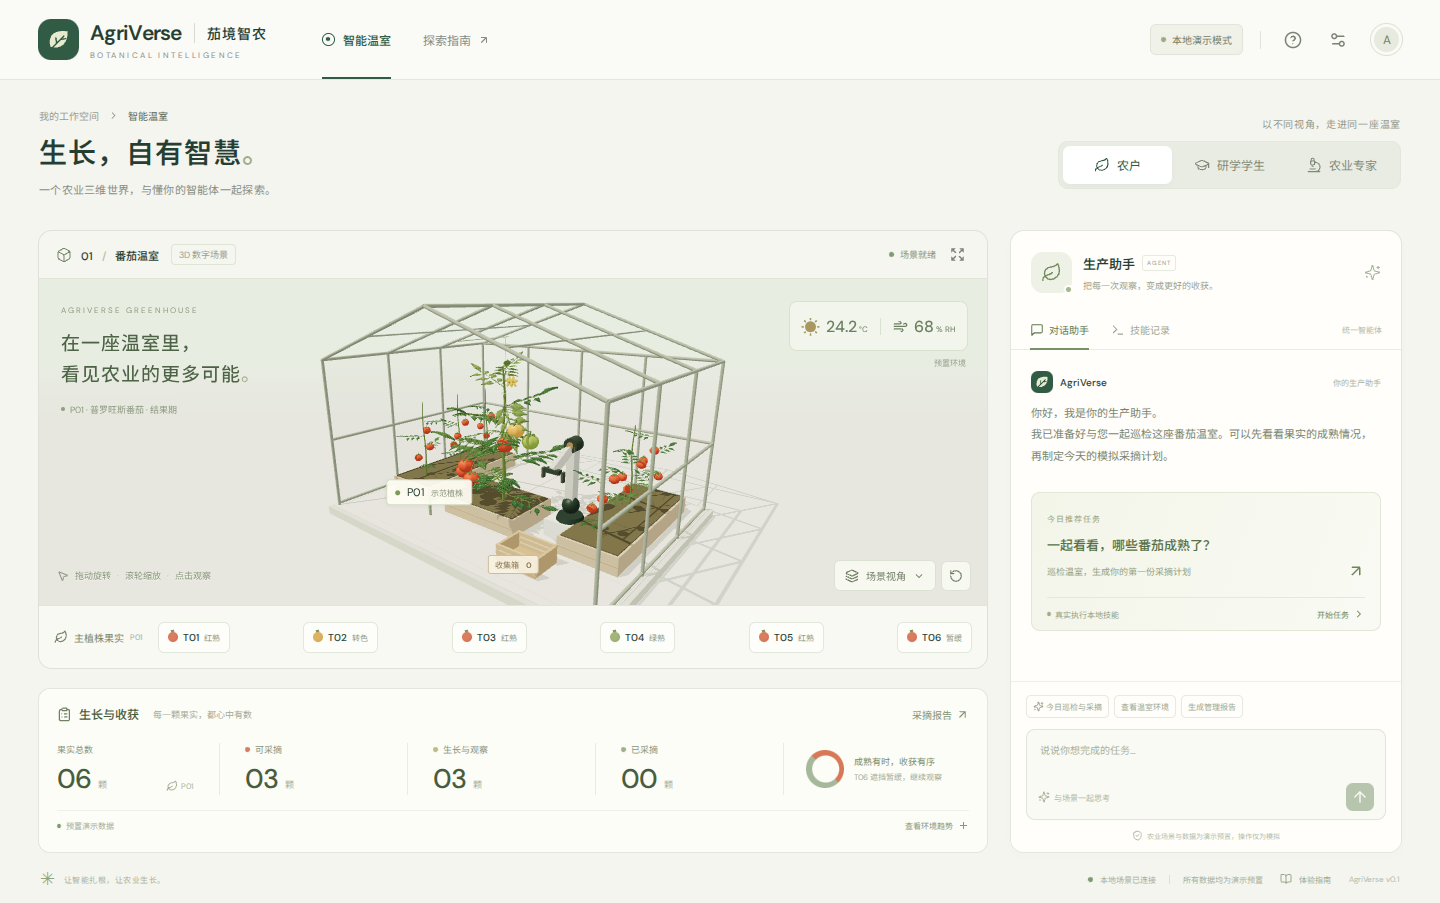 AgriVerse
茄境智农
BOTANICAL INTELLIGENCE
智能温室
探索指南
本地演示模式
A
我的工作空间 > 智能温室
生长，自有智慧。
一个农业三维世界，与懂你的智能体一起探索。
以不同视角，走进同一座温室
农户
研学学生
农业专家
01 / 番茄温室
3D 数字场景
场景就绪
AGRIVERSE GREENHOUSE
在一座温室里，
看见农业的更多可能。
P01 · 普罗旺斯番茄 · 结果期
24.2 °C
68 % RH
预置环境
P01 示范植株
收集箱 0
拖动旋转 滚轮缩放 点击观察
场景视角
主植株果实 P01
T01 红熟
T02 转色
T03 红熟
T04 绿熟
T05 红熟
T06 暂缓
生长与收获
每一颗果实，都心中有数
采摘报告
果实总数
06 颗
P01
可采摘
03 颗
生长与观察
03 颗
已采摘
00 颗
成熟有时，收获有序
T06 遮挡暂缓，继续观察
预置演示数据
查看环境趋势
生产助手
AGENT
把每一次观察，变成更好的收获。
对话助手
技能记录
统一智能体
AgriVerse
你的生产助手
你好，我是你的生产助手。
我已准备好与您一起巡检这座番茄温室。可以先看看果实的成熟情况，
再制定今天的模拟采摘计划。
今日推荐任务
一起看看，哪些番茄成熟了？
巡检温室，生成你的第一份采摘计划
真实执行本地技能
开始任务
今日巡检与采摘
查看温室环境
生成管理报告
说说你想完成的任务…
与场景一起思考
农业场景与数据为演示预置，操作仅为模拟
让智能扎根，让农业生长。
本地场景已连接
所有数据均为演示预置
体验指南
AgriVerse v0.1